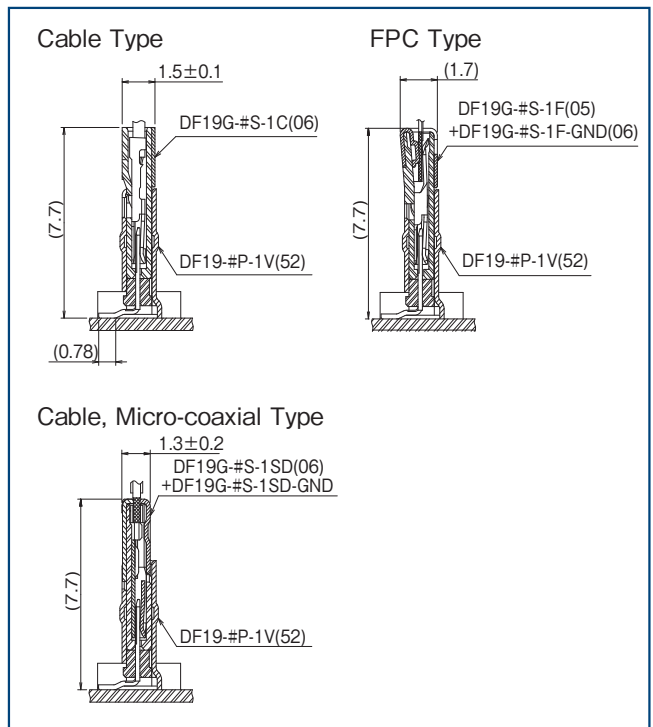 Cable Type
1.5±0.1
DF19G-#S-1C(06)
(7.7)
DF19-#P-1V(52)
(0.78)
FPC Type
(1.7)
DF19G-#S-1F(05)
+DF19G-#S-1F-GND(06)
(7.7)
DF19-#P-1V(52)
Cable, Micro-coaxial Type
1.3±0.2
DF19G-#S-1SD(06)
+DF19G-#S-1SD-GND
(7.7)
DF19-#P-1V(52)